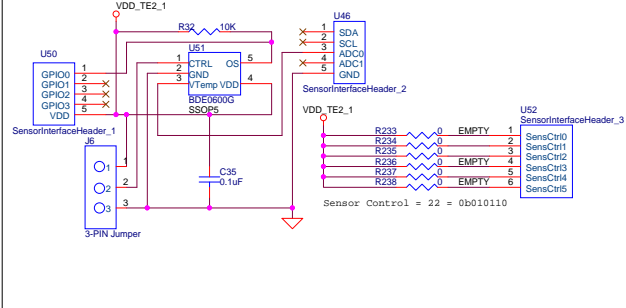 VDD_TE2_1
R32 10K
U46
1 SDA
2 SCL
3 ADC0
4 ADC1
5 GND
SensorInterfaceHeader_2
U50
GPIO0 1
GPIO1 2
GPIO2 3
GPIO3 4
VDD 5
SensorInterfaceHeader_1
U51
1 CTRL OS 5
2 GND
3 VTemp VDD 4
BDE0600G
SSOP5
J6
1 1
2 2
3 3
3-PIN Jumper
C35
0.1uF
VDD_TE2_1
U52
SensorInterfaceHeader_3
R233 0 EMPTY 1 SensCtrl0
R234 0 2 SensCtrl1
R235 0 3 SensCtrl2
R236 0 EMPTY 4 SensCtrl3
R237 0 5 SensCtrl4
R238 0 EMPTY 6 SensCtrl5
Sensor Control = 22 = 0b010110